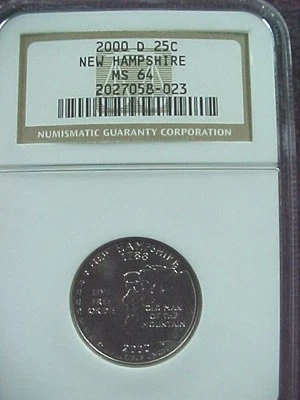 2000 D 25C
NEW HAMPSHIRE
MS 64
2027058-023
NUMISMATIC GUARANTY CORPORATION
NEW HAMPSHIRE
1788
LIVE
FREE
OR DIE
OLD MAN
OF THE
MOUNTAIN
2000